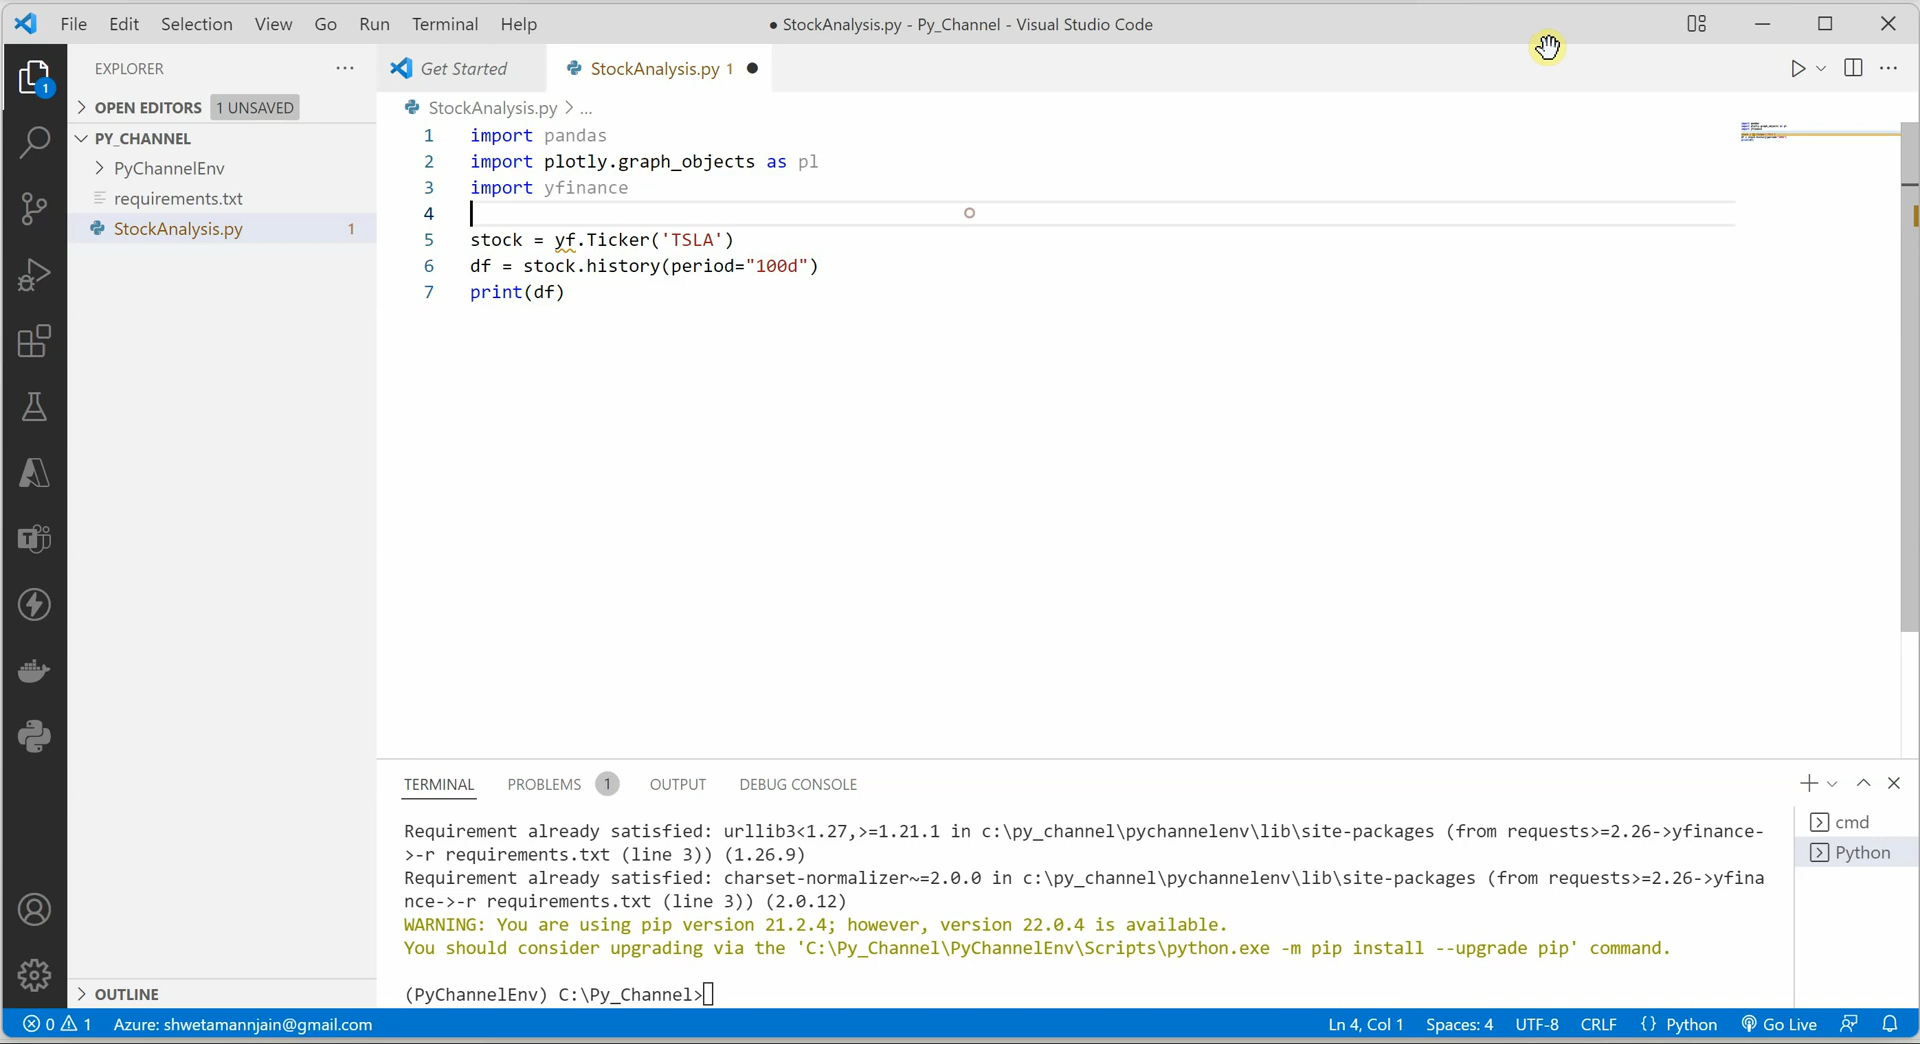 File Edit Selection View Go Run Terminal Help
● StockAnalysis.py - Py_Channel - Visual Studio Code
1
EXPLORER
OPEN EDITORS 1 UNSAVED
PY_CHANNEL
PyChannelEnv
requirements.txt
StockAnalysis.py 1
OUTLINE
Get Started
StockAnalysis.py 1
StockAnalysis.py > ...
1 import pandas
2 import plotly.graph_objects as pl
3 import yfinance
4
5 stock = yf.Ticker('TSLA')
6 df = stock.history(period="100d")
7 print(df)
TERMINAL PROBLEMS 1 OUTPUT DEBUG CONSOLE
Requirement already satisfied: urllib3<1.27,>=1.21.1 in c:\py_channel\pychannelenv\lib\site-packages (from requests>=2.26->yfinance-
>-r requirements.txt (line 3)) (1.26.9)
Requirement already satisfied: charset-normalizer~=2.0.0 in c:\py_channel\pychannelenv\lib\site-packages (from requests>=2.26->yfina
nce->-r requirements.txt (line 3)) (2.0.12)
WARNING: You are using pip version 21.2.4; however, version 22.0.4 is available.
You should consider upgrading via the 'C:\Py_Channel\PyChannelEnv\Scripts\python.exe -m pip install --upgrade pip' command.
(PyChannelEnv) C:\Py_Channel>
cmd
Python
0 1 Azure: shwetamannjain@gmail.com
Ln 4, Col 1 Spaces: 4 UTF-8 CRLF {} Python Go Live